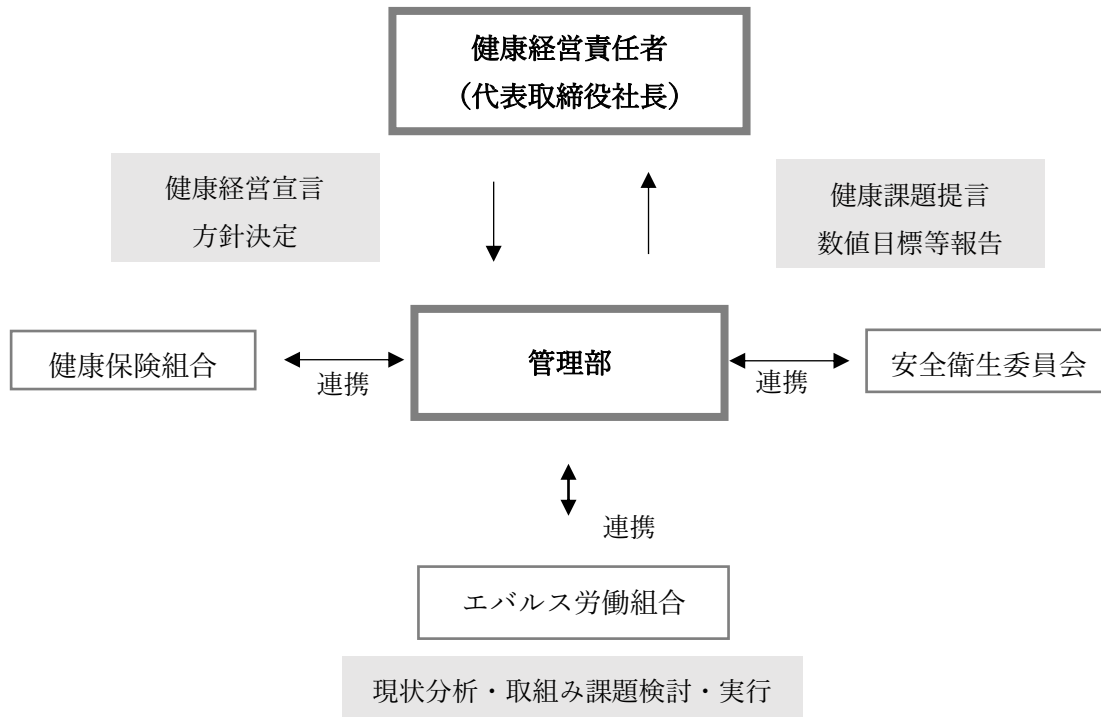 健康経営責任者
（代表取締役社長）
健康経営宣言
方針決定
健康課題提言
数値目標等報告
健康保険組合
連携
管理部
連携
安全衛生委員会
連携
エバルス労働組合
現状分析・取組み課題検討・実行